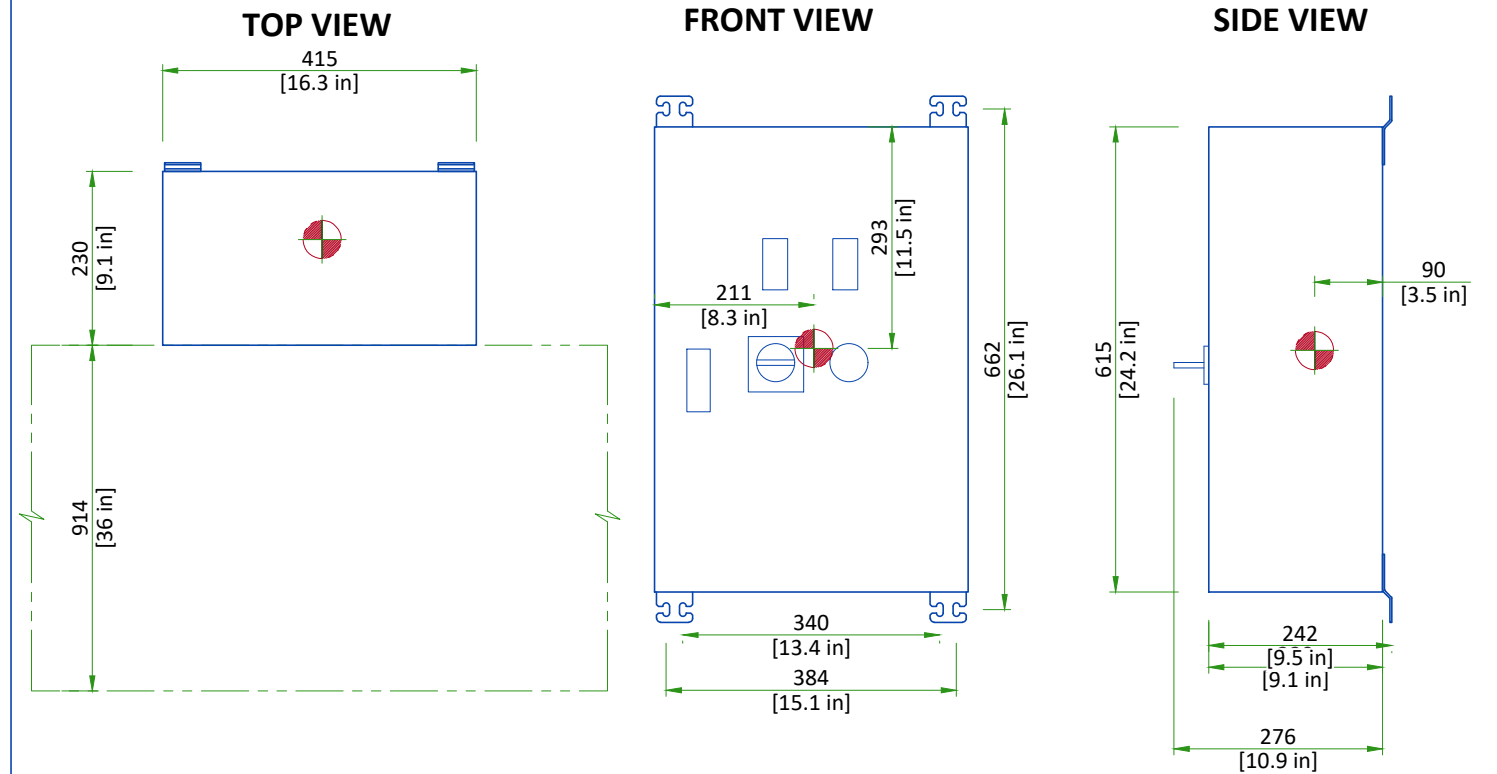 TOP VIEW
FRONT VIEW
SIDE VIEW
415
[16.3 in]
230
[9.1 in]
914
[36 in]
293
[11.5 in]
211
[8.3 in]
662
[26.1 in]
340
[13.4 in]
384
[15.1 in]
90
[3.5 in]
615
[24.2 in]
242
[9.5 in]
[9.1 in]
276
[10.9 in]